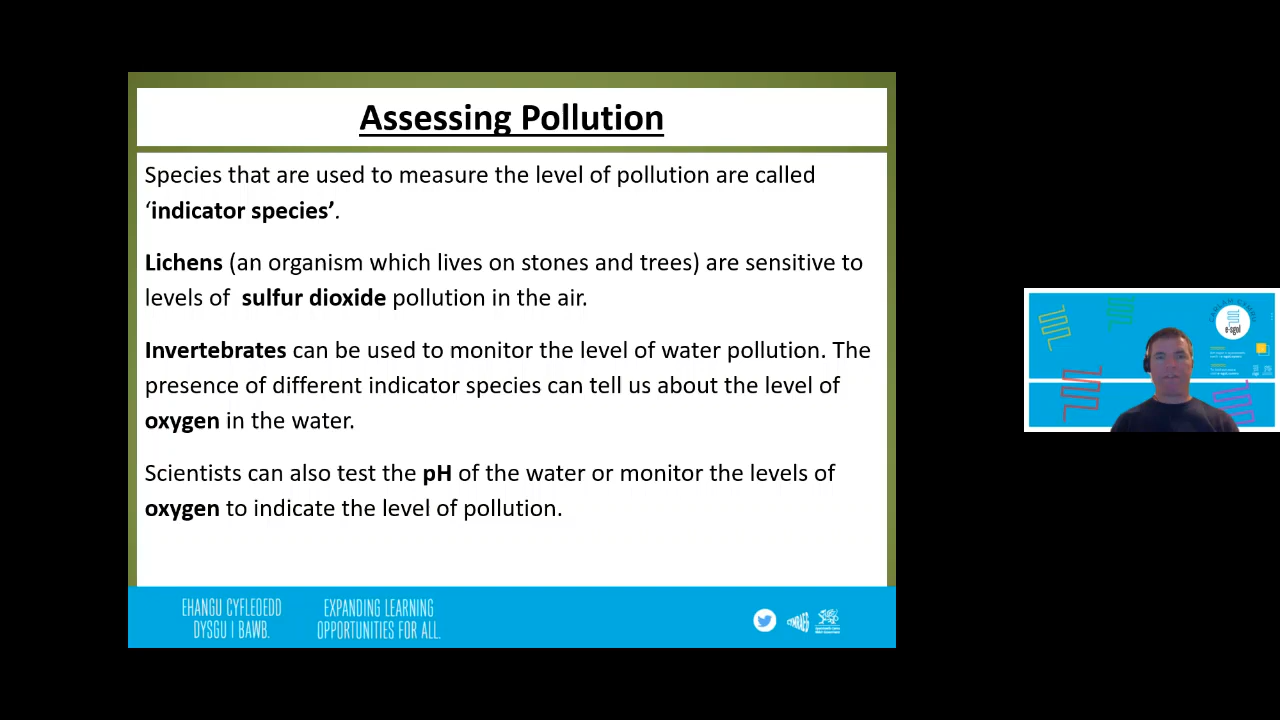 Assessing Pollution
Species that are used to measure the level of pollution are called
‘indicator species’.
Lichens (an organism which lives on stones and trees) are sensitive to
levels of sulfur dioxide pollution in the air.
Invertebrates can be used to monitor the level of water pollution. The
presence of different indicator species can tell us about the level of
oxygen in the water.
Scientists can also test the pH of the water or monitor the levels of
oxygen to indicate the level of pollution.
EHANGU CYFLEOEDD
DYSGU I BAWB.
EXPANDING LEARNING
OPPORTUNITIES FOR ALL.
CYMRAEG
e-sgol